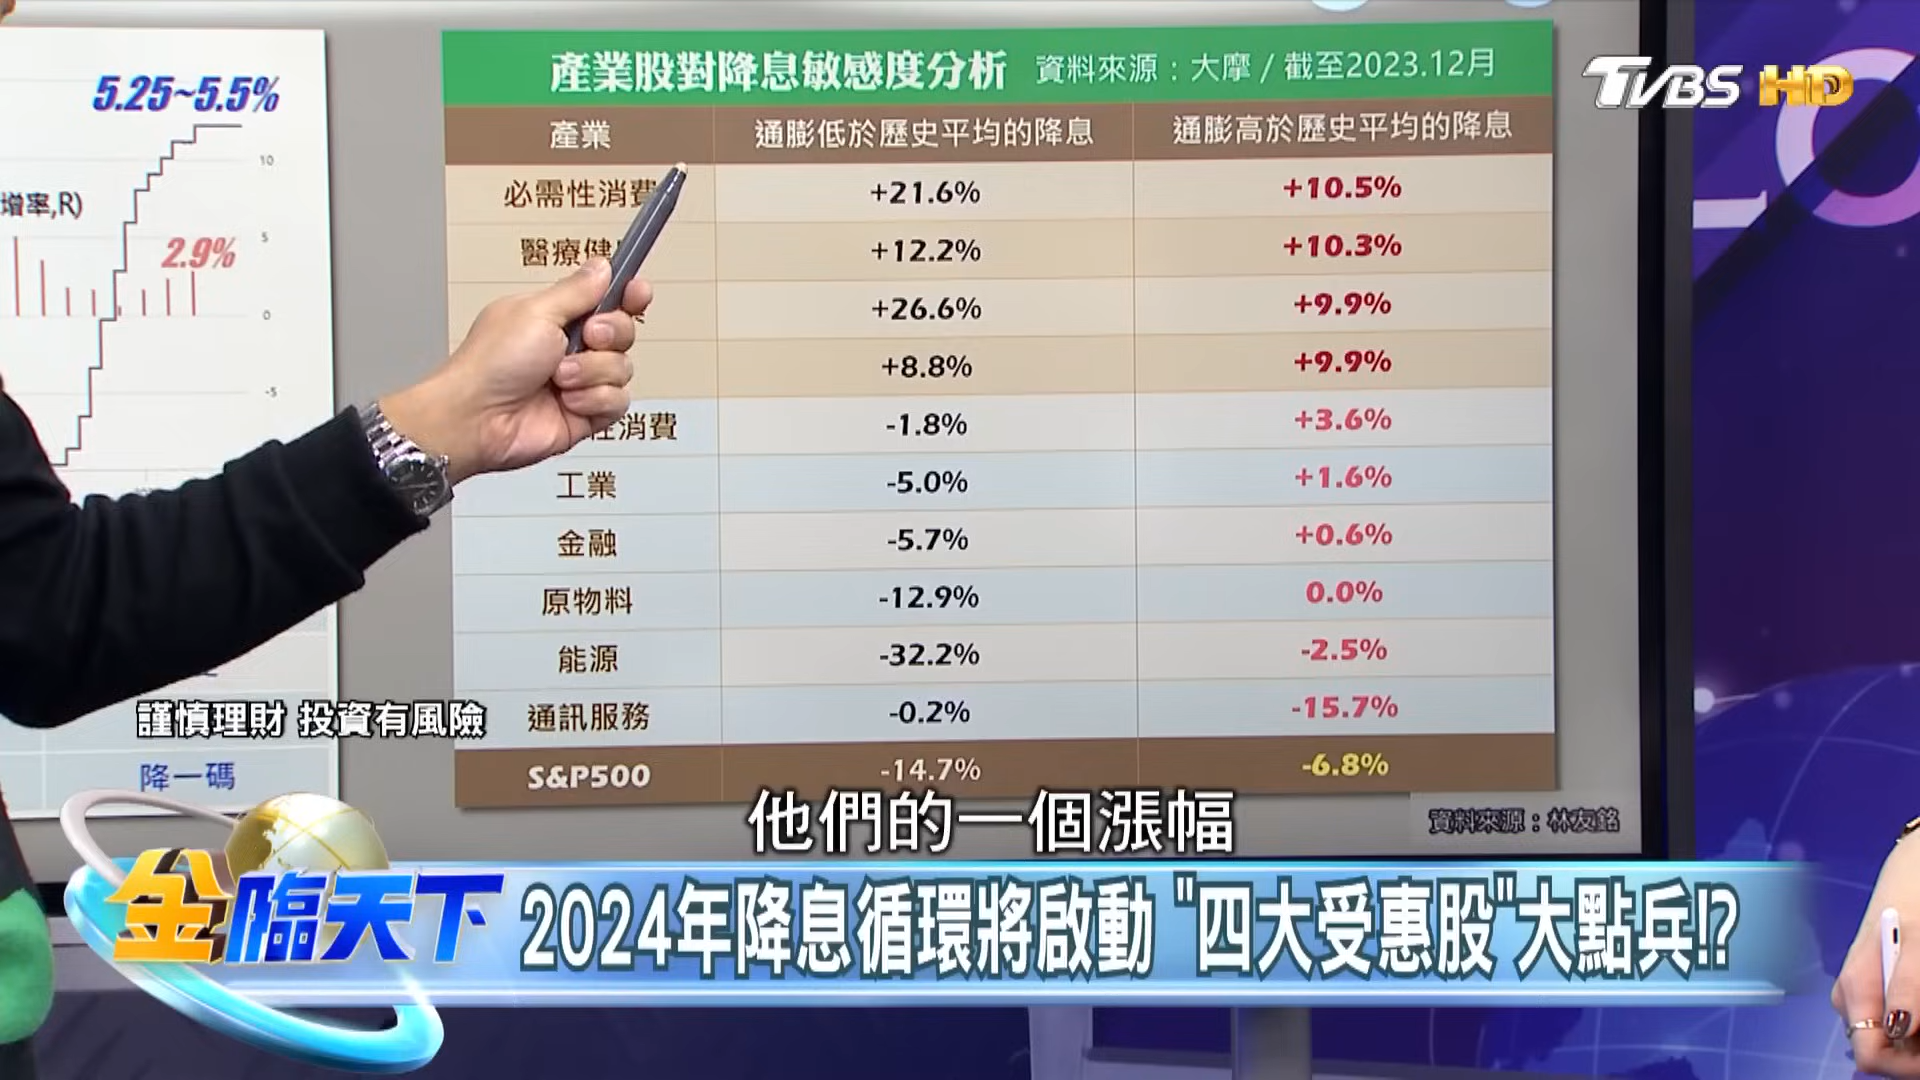 5.25~5.5%
增率,R)
10
5
2.9%
0
-5
降一碼
產業股對降息敏感度分析 資料來源:大摩/截至2023.12月
產業 通膨低於歷史平均的降息 通膨高於歷史平均的降息
必需性消費 +21.6% +10.5%
醫療健 +12.2% +10.3%
+26.6% +9.9%
+8.8% +9.9%
性消費 -1.8% +3.6%
工業 -5.0% +1.6%
金融 -5.7% +0.6%
原物料 -12.9% 0.0%
能源 -32.2% -2.5%
通訊服務 -0.2% -15.7%
S&P500 -14.7% -6.8%
資料來源:林友銘
TVBS HD
謹慎理財 投資有風險
他們的一個漲幅
金臨天下
2024年降息循環將啟動 "四大受惠股"大點兵!?